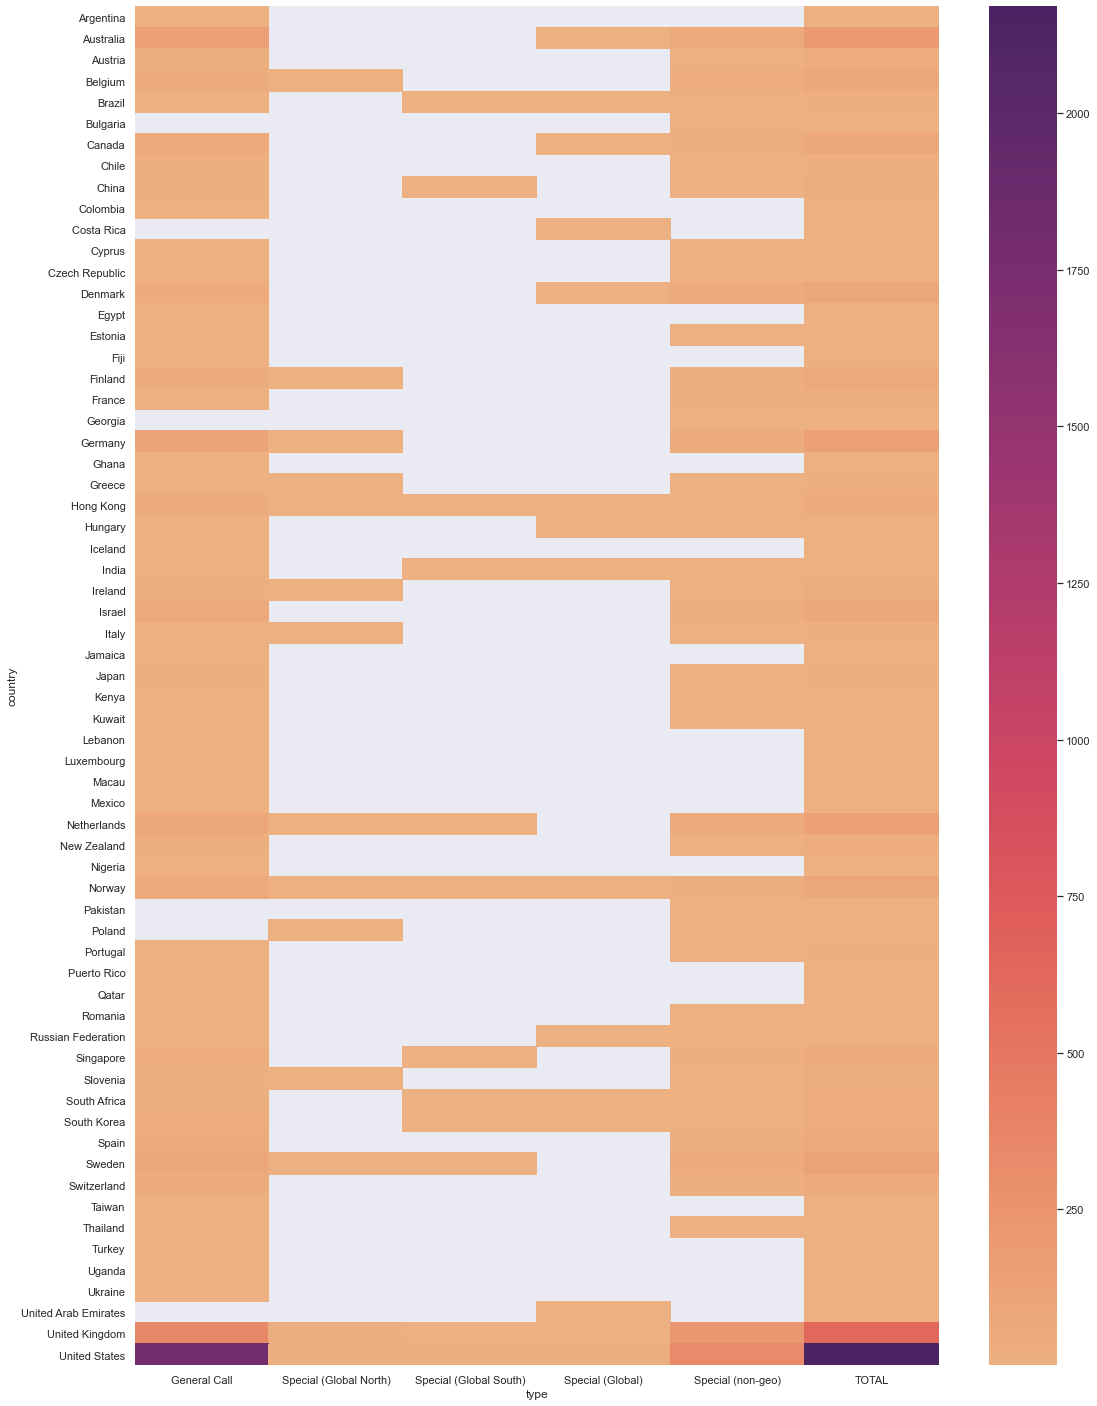 Argentina
Australia
Austria
Belgium
Brazil
Bulgaria
Canada
Chile
China
Colombia
Costa Rica
Cyprus
Czech Republic
Denmark
Egypt
Estonia
Fiji
Finland
France
Georgia
Germany
Ghana
Greece
Hong Kong
Hungary
Iceland
India
Ireland
Israel
Italy
Jamaica
Japan
Kenya
Kuwait
Lebanon
Luxembourg
Macau
Mexico
Netherlands
New Zealand
Nigeria
Norway
Pakistan
Poland
Portugal
Puerto Rico
Qatar
Romania
Russian Federation
Singapore
Slovenia
South Africa
South Korea
Spain
Sweden
Switzerland
Taiwan
Thailand
Turkey
Uganda
Ukraine
United Arab Emirates
United Kingdom
United States
country
General Call
Special (Global North)
Special (Global South)
Special (Global)
Special (non-geo)
TOTAL
type
2000
1750
1500
1250
1000
750
500
250